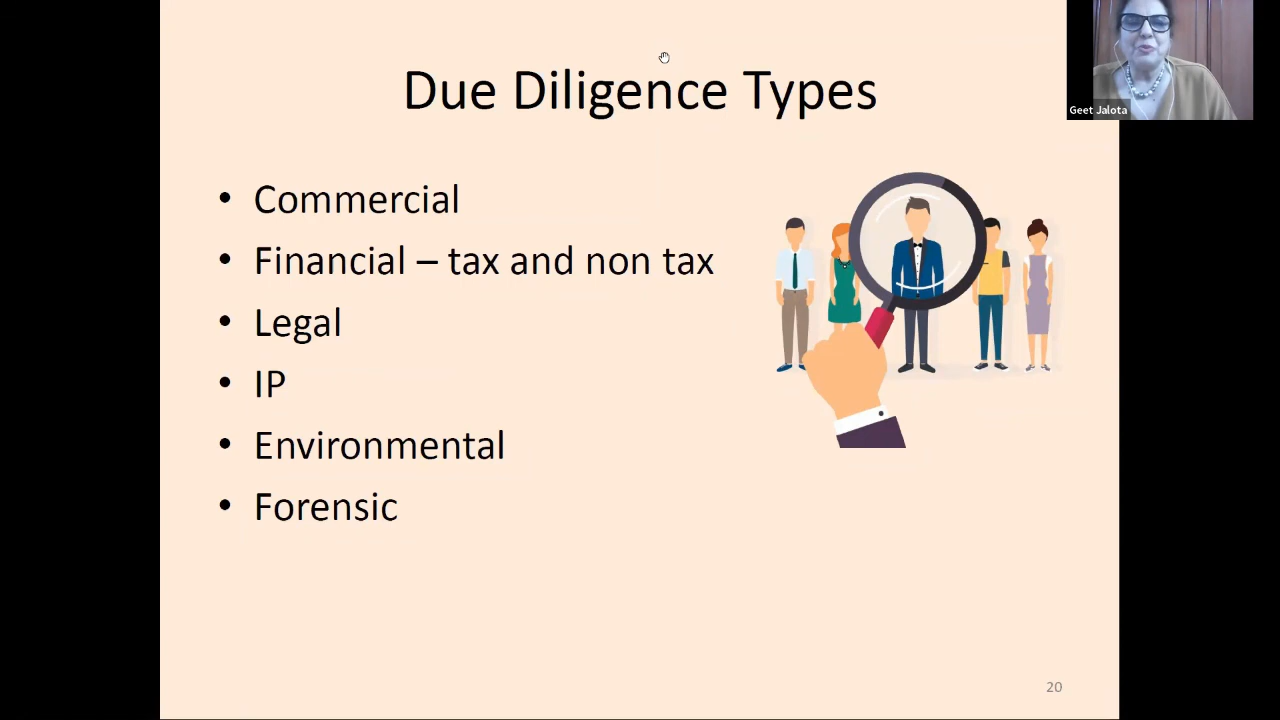 Due Diligence Types
Geet Jalota
• Commercial
• Financial – tax and non tax
• Legal
• IP
• Environmental
• Forensic
20